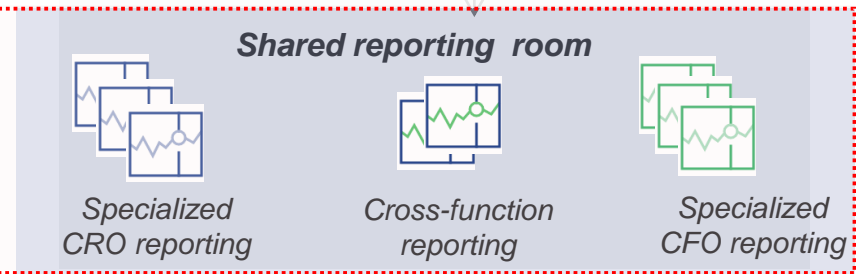 Shared reporting room
Specialized
CRO reporting
Cross-function
reporting
Specialized
CFO reporting